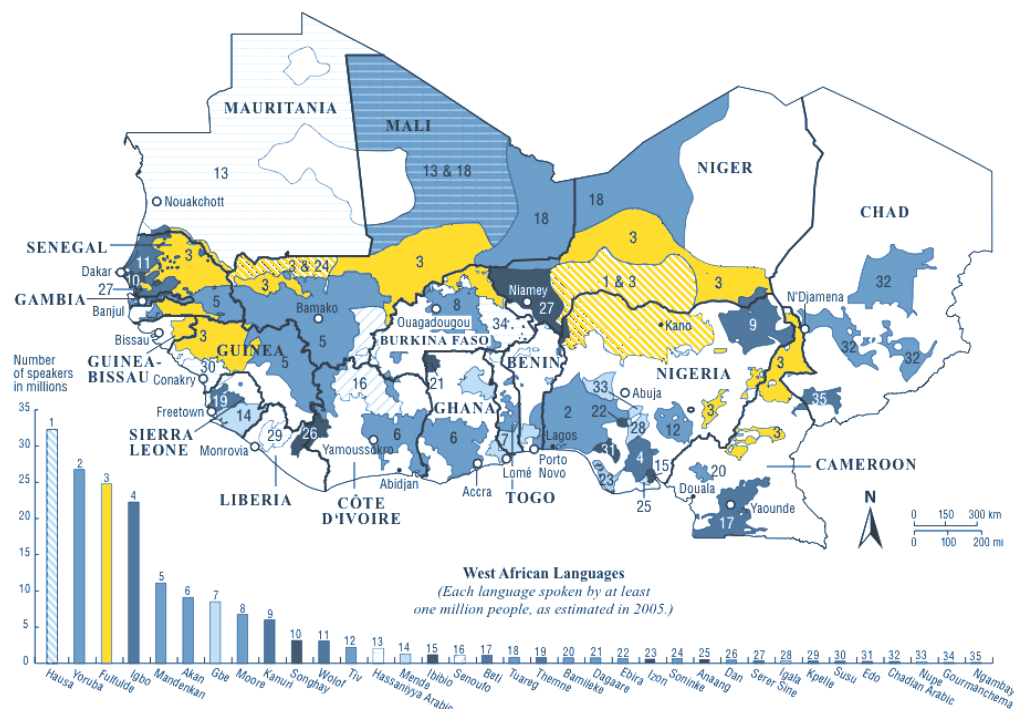 MAURITANIA
MALI
13
13 & 18
NIGER
Nouakchott
18
18
CHAD
SENEGAL
3
11
Dakar
10
27
3 & 24
3
3
3
1 & 3
3
32
GAMBIA
5
Banjul
Bamako
8
Niamey
27
N'Djamena
Ouagadougou
34
Kano
9
Bissau
3
GUINEA
5
5
BURKINA FASO
BENIN
32
32
GUINEA-
BISSAU
30
Conakry
16
21
GHANA
NIGERIA
3
33
Abuja
35
Number
of speakers
in millions
19
Freetown
14
SIERRA
LEONE
29
26
Yamoussokro
6
6
7
2
22
28
12
3
3
Lagos
31
4
15
Monrovia
Abidjan
Accra
Lomé
Porto
Novo
23
20
CAMEROON
LIBERIA
CÔTE
D'IVOIRE
TOGO
25
Douala
17
Yaounde
N
0 150 300 km
0 100 200 mi
West African Languages
(Each language spoken by at least
one million people, as estimated in 2005.)
35
30
25
20
15
10
5
0
1 2 3 4 5 6 7 8 9 10 11 12 13 14 15 16 17 18 19 20 21 22 23 24 25 26 27 28 29 30 31 32 33 34 35
Hausa
Yoruba
Fulfulde
Igbo
Mandenkan
Akan
Gbe
Moore
Kanuri
Songhay
Wolof
Tiv
Hassaniyya Arabic
Mende
Ibibio
Senoufo
Beti
Tuareg
Themne
Bamileke
Dagaare
Ebira
Izon
Soninke
Anaang
Dan
Serer Sine
Igala
Kpelle
Susu
Edo
Chadian Arabic
Nupe
Gourmanchema
Ngambay